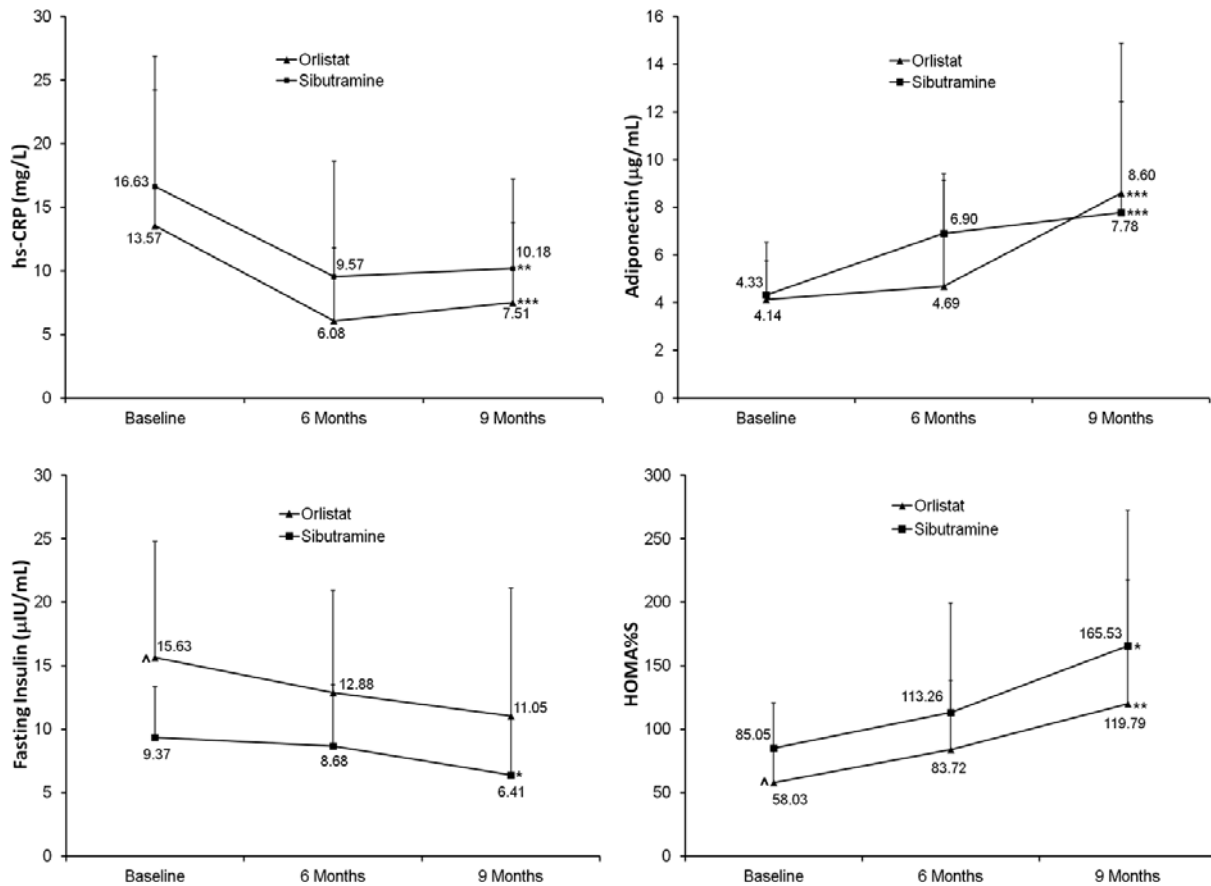 30
25
20
15
10
5
0
hs-CRP (mg/L)
Orlistat
Sibutramine
16.63
13.57
9.57
6.08
10.18
**
***
7.51
Baseline
6 Months
9 Months
16
14
12
10
8
6
4
2
0
Adiponectin (μg/mL)
Orlistat
Sibutramine
4.33
4.14
6.90
4.69
8.60
***
***
7.78
Baseline
6 Months
9 Months
30
25
20
15
10
5
0
Fasting Insulin (μIU/mL)
Orlistat
Sibutramine
^
15.63
9.37
12.88
8.68
11.05
*
6.41
Baseline
6 Months
9 Months
300
250
200
150
100
50
0
HOMA%S
Orlistat
Sibutramine
85.05
^
58.03
113.26
83.72
165.53
*
**
119.79
Baseline
6 Months
9 Months